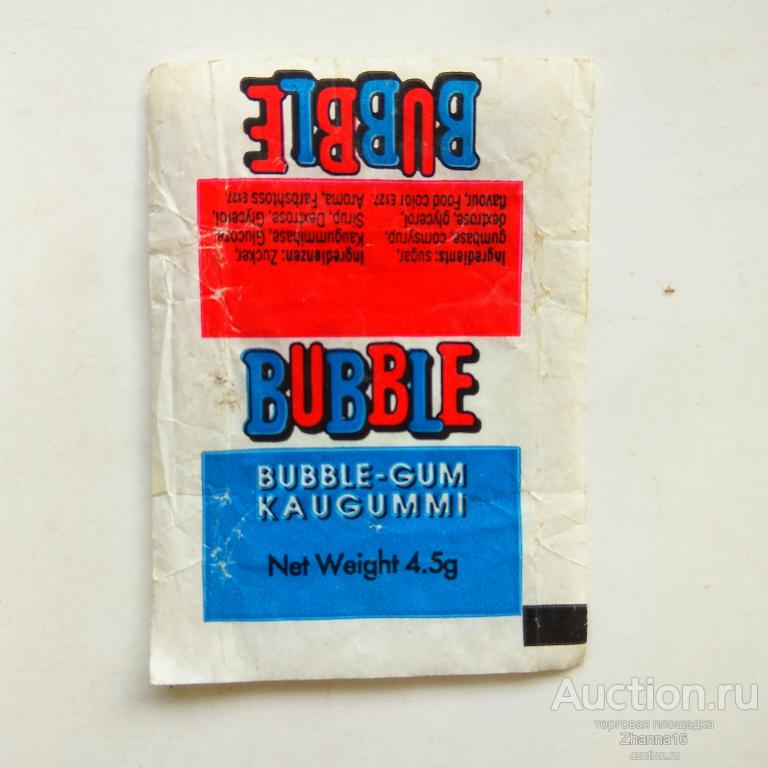 BUBBLE
Ingredients: sugar,
gumbase, cornsyrup,
dextrose, glycerol,
flavour, Food color E127.
Ingredienzen: Zucker,
Kaugummibase, Glucose
Sirup, Dextrose, Glycerol,
Aroma, Farbshtoss E127.
BUBBLE
BUBBLE-GUM
KAUGUMMI
Net Weight 4.5g
Auction.ru
торговая площадка
Zhanna16
auction.ru